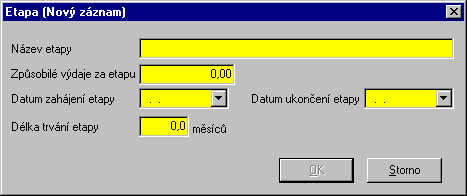 Etapa (Nový záznam)
Název etapy
Způsobilé výdaje za etapu 0,00
Datum zahájení etapy . . Datum ukončení etapy . .
Délka trvání etapy 0,0 měsíců
OK Storno